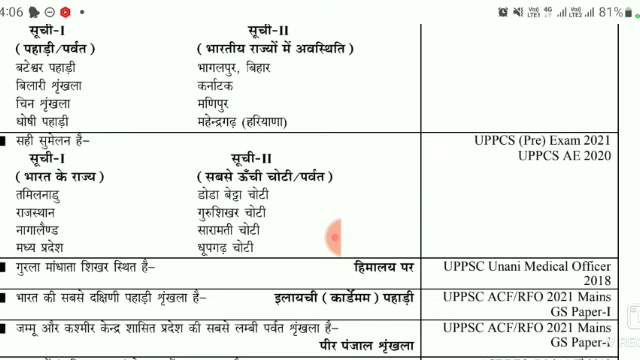 4:06
VoLTE1 4G VoLTE2 81%
सूची-I सूची-II
(पहाड़ी/पर्वत) (भारतीय राज्यों में अवस्थिति)
बटेश्वर पहाड़ी भागलपुर, बिहार
बिलारी शृंखला कर्नाटक
चिन शृंखला मणिपुर
धोषी पहाड़ी महेन्द्रगढ़ (हरियाणा)
■ सही सुमेलन है– UPPCS (Pre) Exam 2021
सूची-I सूची-II UPPCS AE 2020
(भारत के राज्य) (सबसे ऊँची चोटी/पर्वत)
तमिलनाडु डोडा बेट्टा चोटी
राजस्थान गुरुशिखर चोटी
नागालैण्ड सारामती चोटी
मध्य प्रदेश धूपगढ़ चोटी
■ गुरला मांधाता शिखर स्थित है– हिमालय पर UPPSC Unani Medical Officer
2018
■ भारत की सबसे दक्षिणी पहाड़ी शृंखला है– इलायची (कार्डेमम) पहाड़ी UPPSC ACF/RFO 2021 Mains
GS Paper-I
■ जम्मू और कश्मीर केन्द्र शासित प्रदेश की सबसे लम्बी पर्वत शृंखला है– UPPSC ACF/RFO 2021 Mains
पीर पंजाल शृंखला GS Paper-I